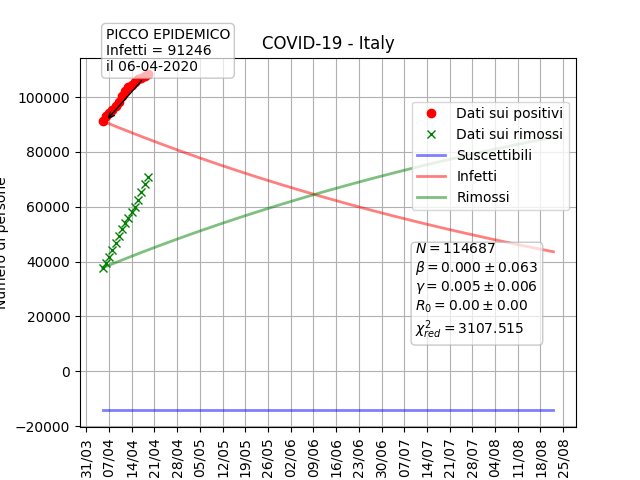 PICCO EPIDEMICO
Infetti = 91246
il 06-04-2020
COVID-19 - Italy
Numero di persone
100000
80000
60000
40000
20000
0
−20000
Dati sui positivi
Dati sui rimossi
Suscettibili
Infetti
Rimossi
N = 114687
β = 0.000 ± 0.063
γ = 0.005 ± 0.006
R₀ = 0.00 ± 0.00
χ²red = 3107.515
31/03
07/04
14/04
21/04
28/04
05/05
12/05
19/05
26/05
02/06
09/06
16/06
23/06
30/06
07/07
14/07
21/07
28/07
04/08
11/08
18/08
25/08